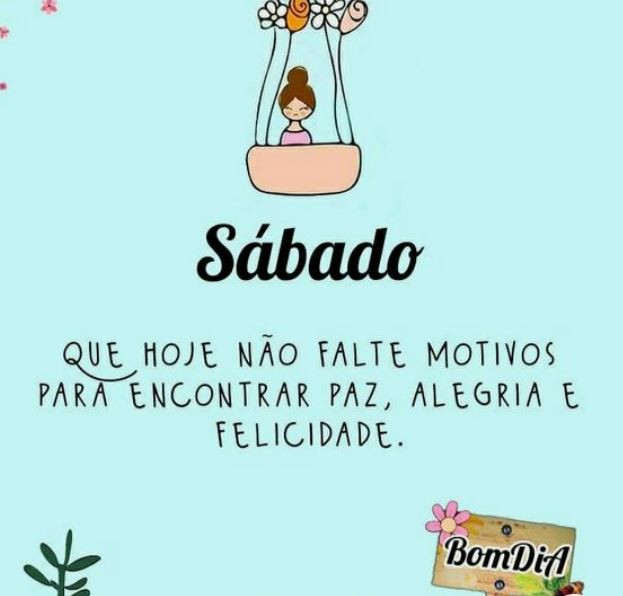 Sábado
QUE HOJE NÃO FALTE MOTIVOS
PARA ENCONTRAR PAZ, ALEGRIA E
FELICIDADE.
BomDiA